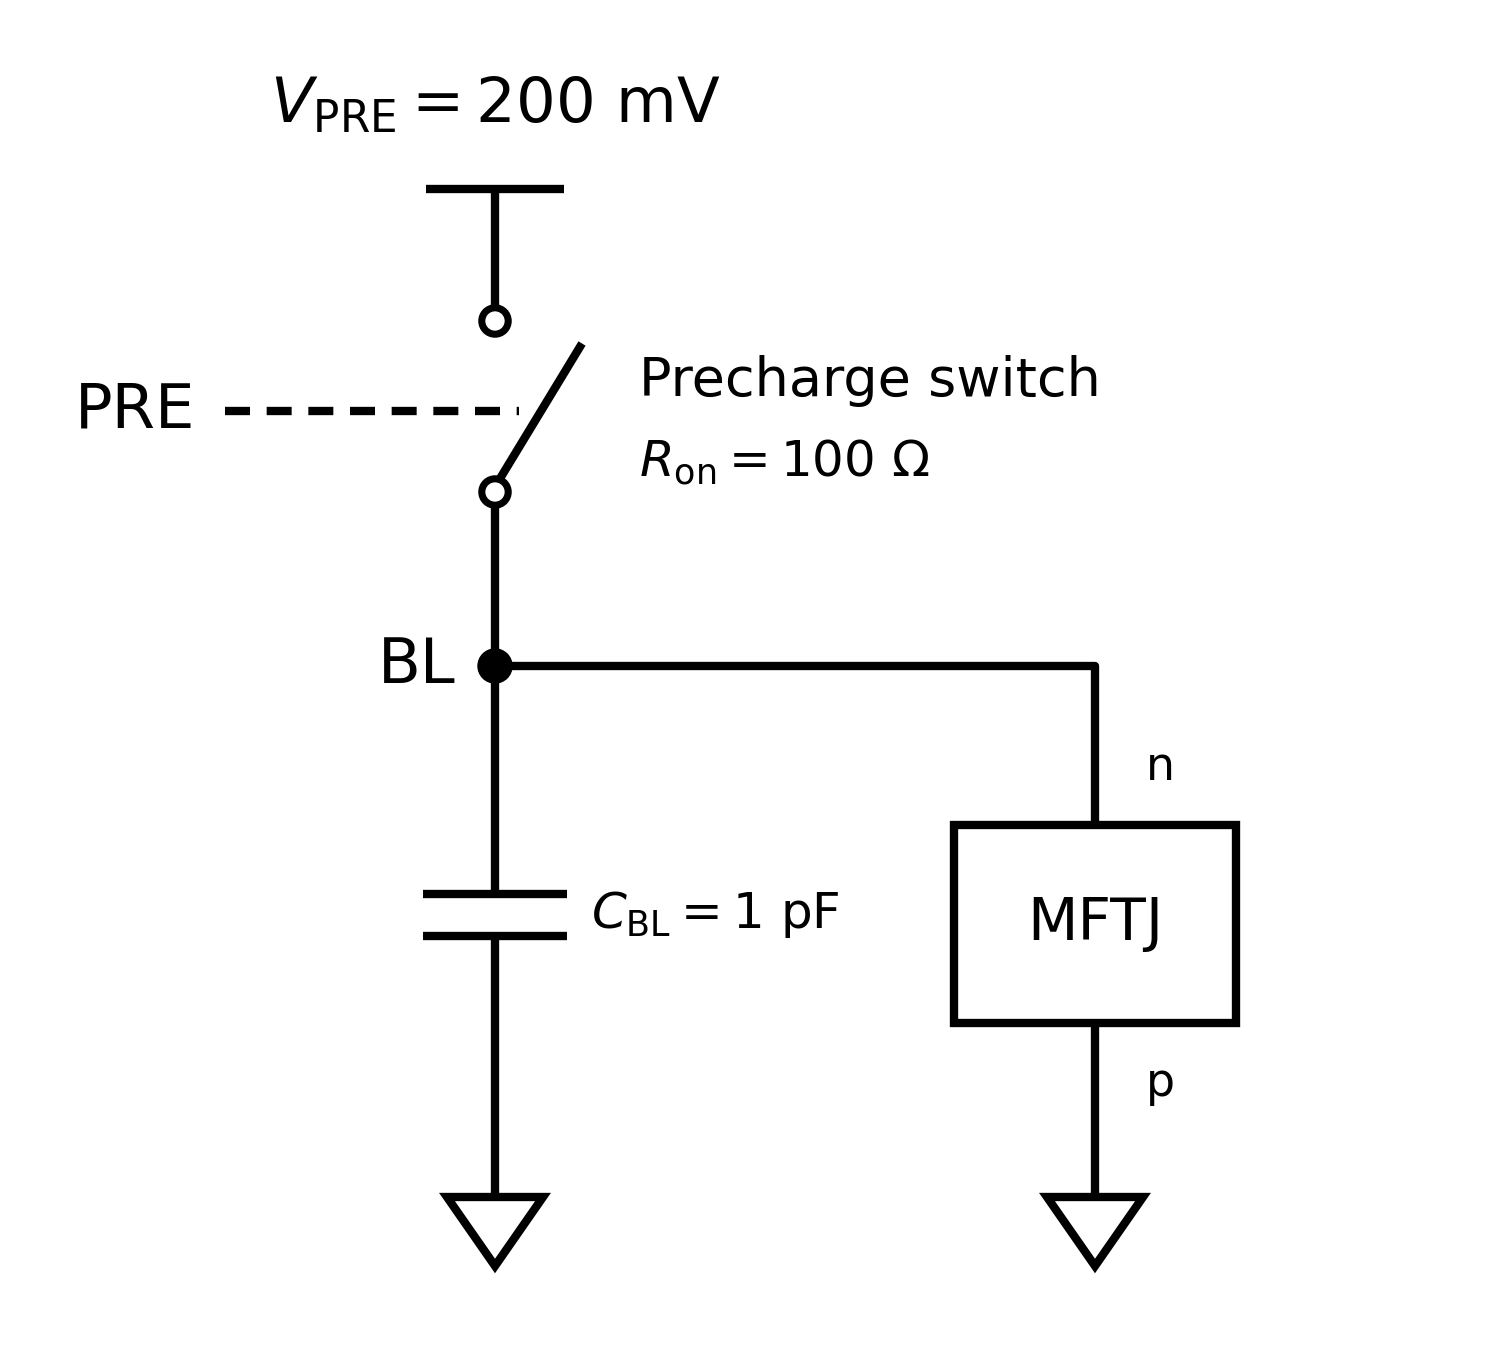 V_PRE = 200 mV
Precharge switch
PRE
R_on = 100 Ω
BL
n
C_BL = 1 pF
MFTJ
p